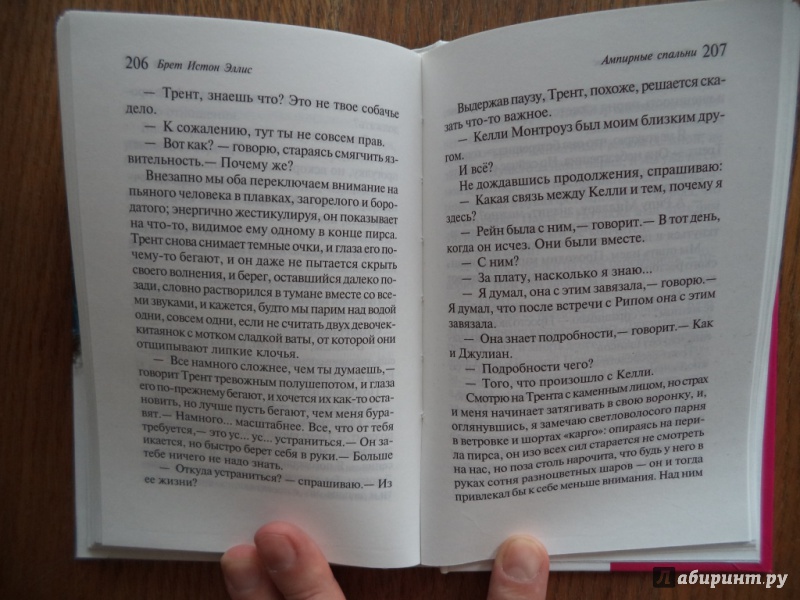 206 Брет Истон Эллис
— Трент, знаешь что? Это не твое собачье
дело.
— К сожалению, тут ты не совсем прав.
— Вот как? — говорю, стараясь смягчить яз-
вительность.— Почему же?
Внезапно мы оба переключаем внимание на
пьяного человека в плавках, загорелого и боро-
датого; энергично жестикулируя, он показывает
на что-то, видимое ему одному в конце пирса.
Трент снова снимает темные очки, и глаза его по-
чему-то бегают, и он даже не пытается скрыть
своего волнения, и берег, оставшийся далеко по-
зади, словно растворился в тумане вместе со все-
ми звуками, и кажется, будто мы парим над водой
одни, совсем одни, если не считать двух девочек-
китаянок с мотком сладкой ваты, от которой они
отщипывают липкие клочья.
— Все намного сложнее, чем ты думаешь,—
говорит Трент тревожным полушепотом, и глаза
его по-прежнему бегают, и хочется их как-то оста-
новить, но лучше пусть бегают, чем меня бура-
вят.— Намного... масштабнее. Все, что от тебя
требуется,— это ус... ус... устраниться.— Он за-
икается, но быстро берет себя в руки.— Больше
тебе ничего не надо знать.
— Откуда устраниться? — спрашиваю.— Из
ее жизни?
Ампирные спальни 207
Выдержав паузу, Трент, похоже, решается ска-
зать что-то важное.
— Келли Монтроуз был моим близким дру-
гом.
И всё?
Не дождавшись продолжения, спрашиваю:
— Какая связь между Келли и тем, почему я
здесь?
— Рейн была с ним,— говорит.— В тот день,
когда он исчез. Они были вместе.
— С ним?
— За плату, насколько я знаю...
— Я думал, она с этим завязала,— говорю.—
Я думал, что после встречи с Рипом она с этим
завязала.
— Она знает подробности,— говорит.— Как
и Джулиан.
— Подробности чего?
— Того, что произошло с Келли.
Смотрю на Трента с каменным лицом, но страх
и меня начинает затягивать в свою воронку, и,
оглянувшись, я замечаю светловолосого парня
в ветровке и шортах «карго»: опираясь на пери-
ла пирса, он изо всех сил старается не смотреть
на нас, но поза столь нарочита, что будь у него в
руках сотня разноцветных шаров — он и тогда
привлекал бы к себе меньше внимания. Над ним
Лабиринт.ру